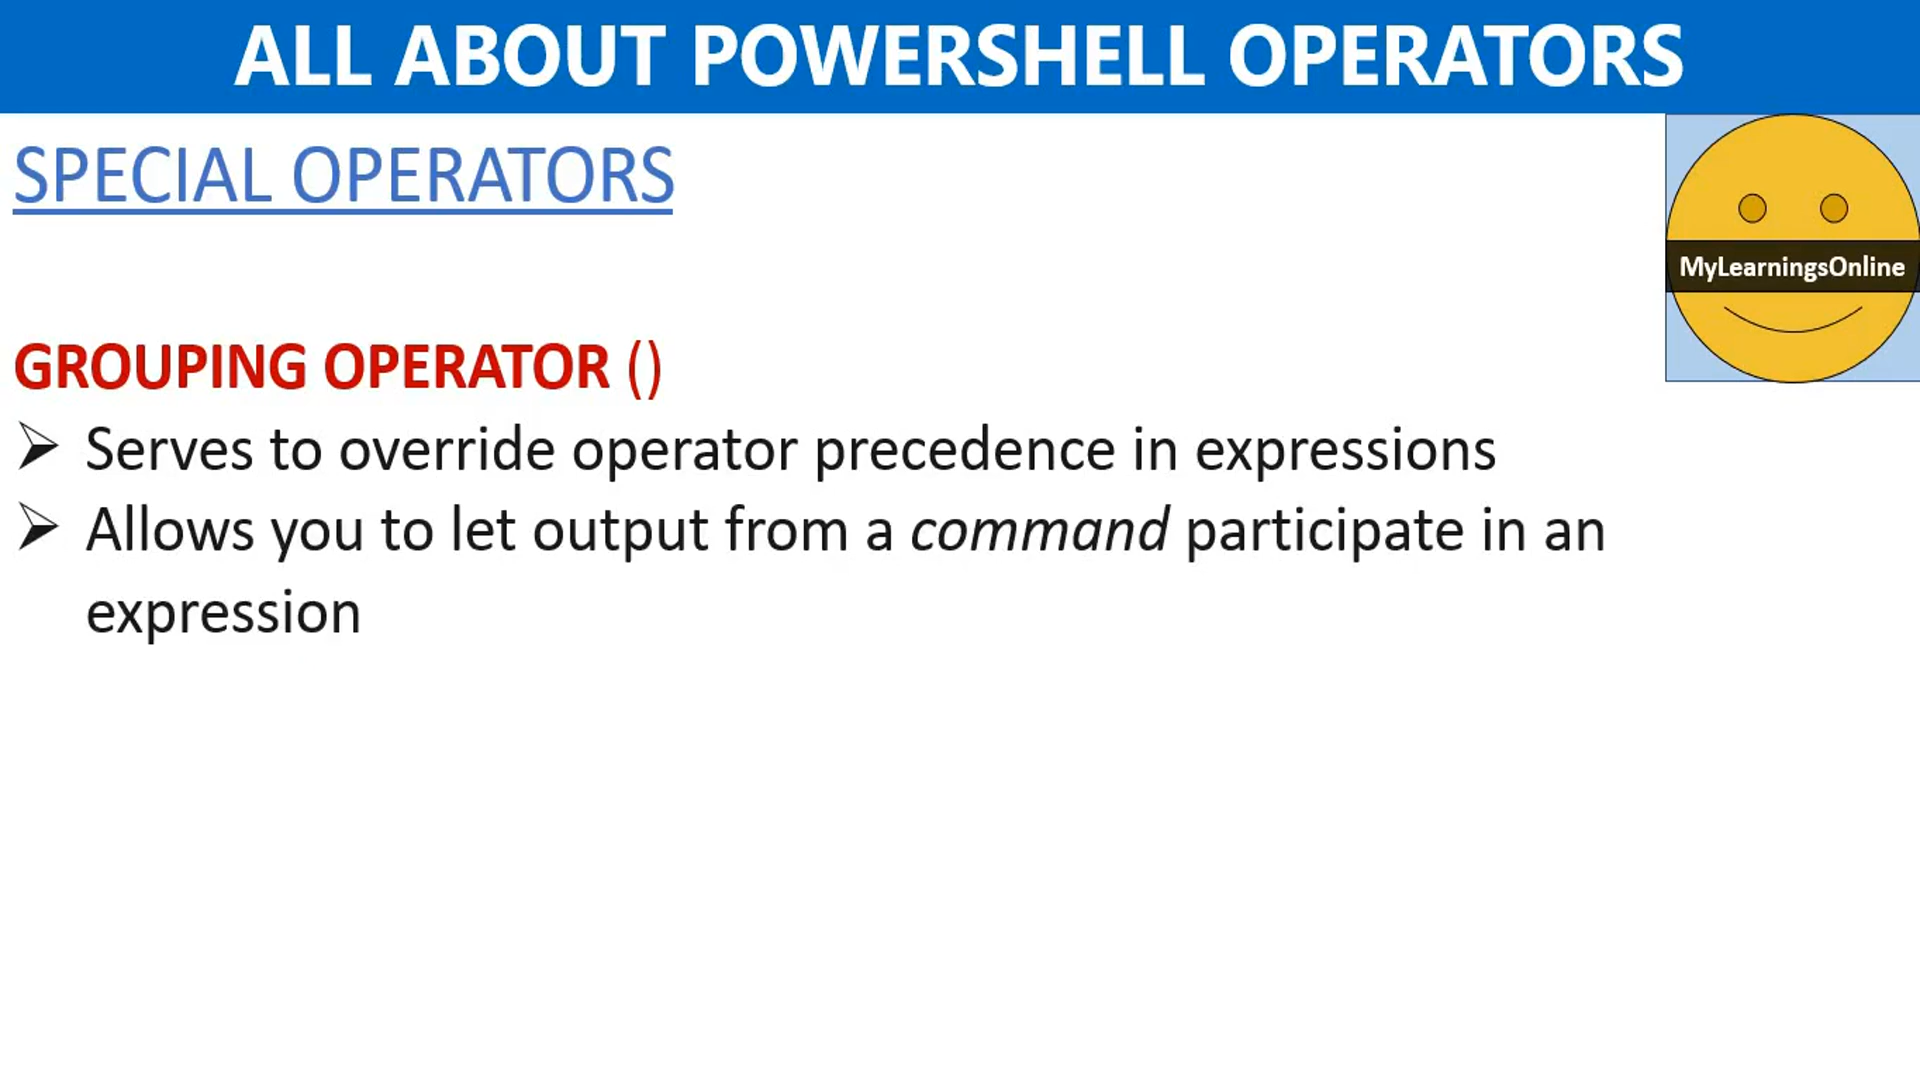 ALL ABOUT POWERSHELL OPERATORS
SPECIAL OPERATORS
MyLearningsOnline
GROUPING OPERATOR ()
➢ Serves to override operator precedence in expressions
➢ Allows you to let output from a command participate in an
expression